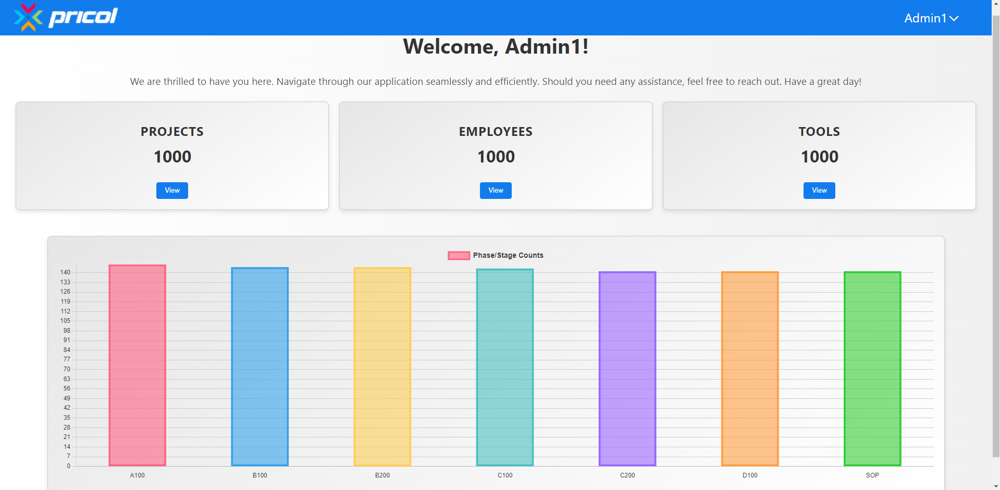 pricol
Admin1
Welcome, Admin1!
We are thrilled to have you here. Navigate through our application seamlessly and efficiently. Should you need any assistance, feel free to reach out. Have a great day!
PROJECTS
1000
View
EMPLOYEES
1000
View
TOOLS
1000
View
Phase/Stage Counts
140
133
126
119
112
105
98
91
84
77
70
63
56
49
42
35
28
21
14
7
0
A100 B100 B200 C100 C200 D100 SOP